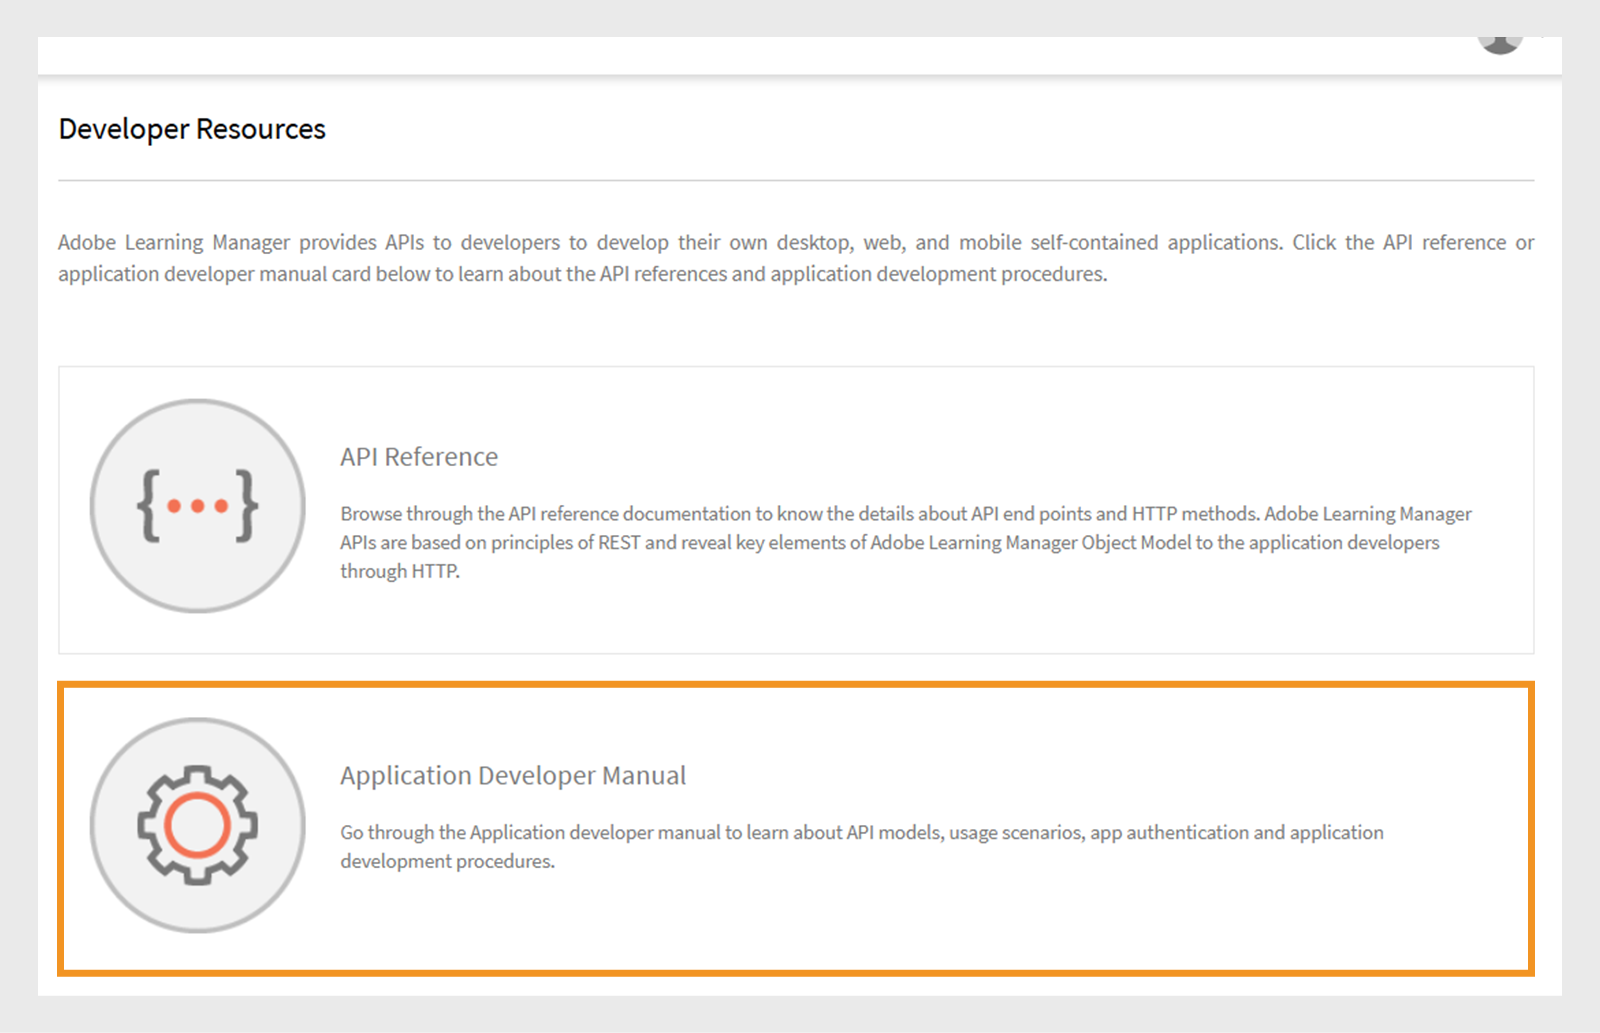 Developer Resources
Adobe Learning Manager provides APIs to developers to develop their own desktop, web, and mobile self-contained applications. Click the API reference or
application developer manual card below to learn about the API references and application development procedures.
{•••}
API Reference
Browse through the API reference documentation to know the details about API end points and HTTP methods. Adobe Learning Manager
APIs are based on principles of REST and reveal key elements of Adobe Learning Manager Object Model to the application developers
through HTTP.
Application Developer Manual
Go through the Application developer manual to learn about API models, usage scenarios, app authentication and application
development procedures.